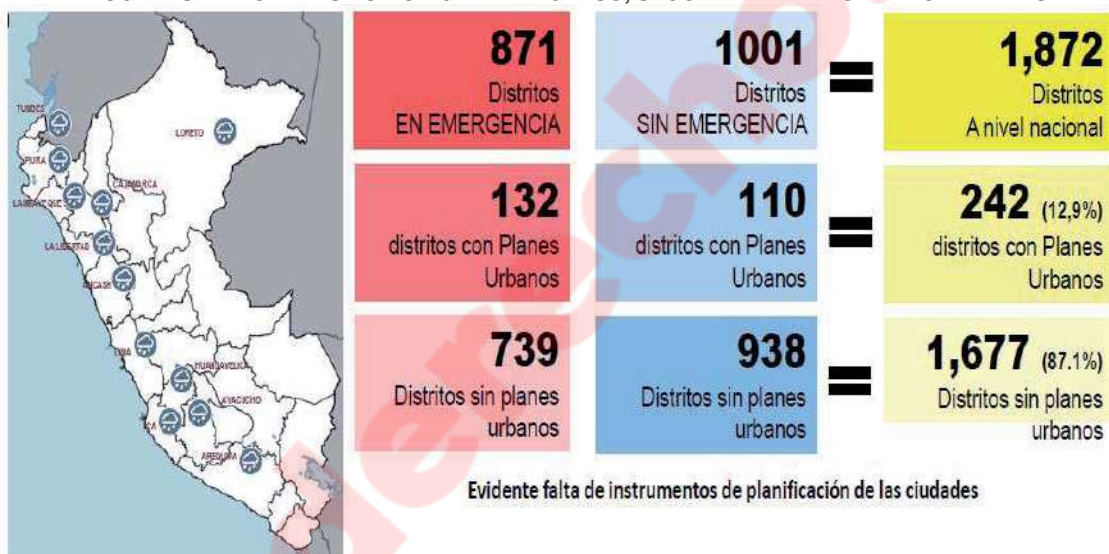 TUMBES
PIURA
LAMBAYEQUE
CAJAMARCA
LORETO
LA LIBERTAD
ANCASH
LIMA
HUANCAVELICA
AYACUCHO
ICA
AREQUIPA
871
Distritos
EN EMERGENCIA
1001
Distritos
SIN EMERGENCIA
=
1,872
Distritos
A nivel nacional
132
distritos con Planes
Urbanos
110
distritos con Planes
Urbanos
=
242 (12,9%)
distritos con Planes
Urbanos
739
Distritos sin planes
urbanos
938
Distritos sin planes
urbanos
=
1,677 (87.1%)
Distritos sin planes
urbanos
Evidente falta de instrumentos de planificación de las ciudades
derecho